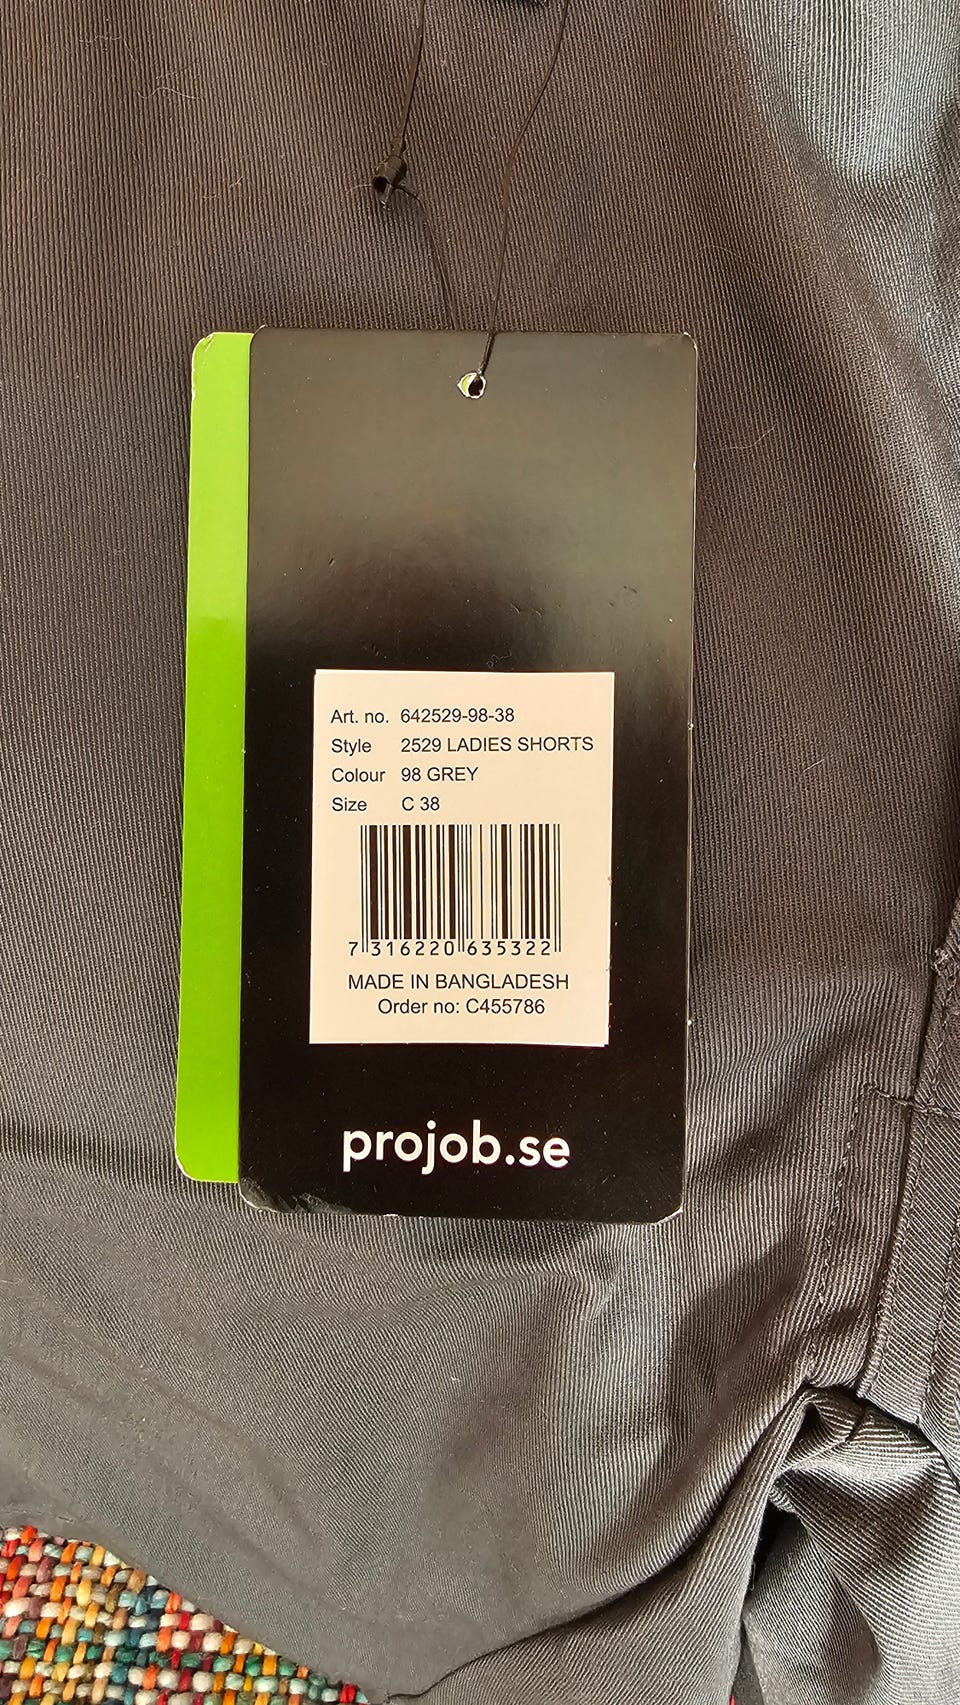 Art. no. 642529-98-38
Style 2529 LADIES SHORTS
Colour 98 GREY
Size C 38
7 316220 635322
MADE IN BANGLADESH
Order no: C455786
projob.se